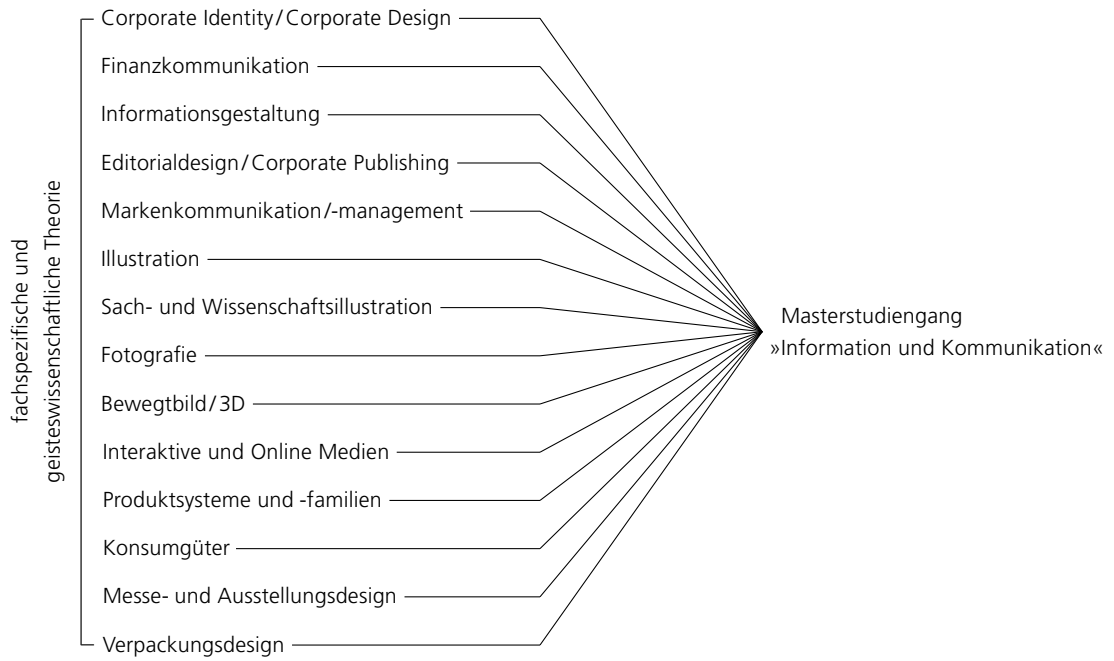 fachspezifische und
geisteswissenschaftliche Theorie
Corporate Identity/Corporate Design
Finanzkommunikation
Informationsgestaltung
Editorialdesign/Corporate Publishing
Markenkommunikation/-management
Illustration
Sach- und Wissenschaftsillustration
Fotografie
Bewegtbild/3D
Interaktive und Online Medien
Produktsysteme und -familien
Konsumgüter
Messe- und Ausstellungsdesign
Verpackungsdesign
Masterstudiengang
»Information und Kommunikation«